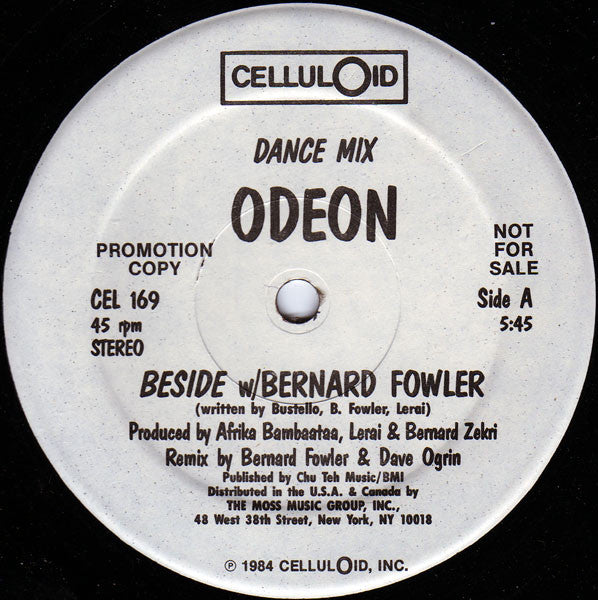 CELLULOID
DANCE MIX
ODEON
PROMOTION
COPY
NOT
FOR
SALE
CEL 169
45 rpm
STEREO
Side A
5:45
BESIDE w/BERNARD FOWLER
(written by Bustello, B. Fowler, Lerai)
Produced by Afrika Bambaataa, Lerai & Bernard Zekri
Remix by Bernard Fowler & Dave Ogrin
Published by Chu Teh Music/BMI
Distributed in the U.S.A. & Canada by
THE MOSS MUSIC GROUP, INC.,
48 West 38th Street, New York, NY 10018
℗ 1984 CELLULOID, INC.